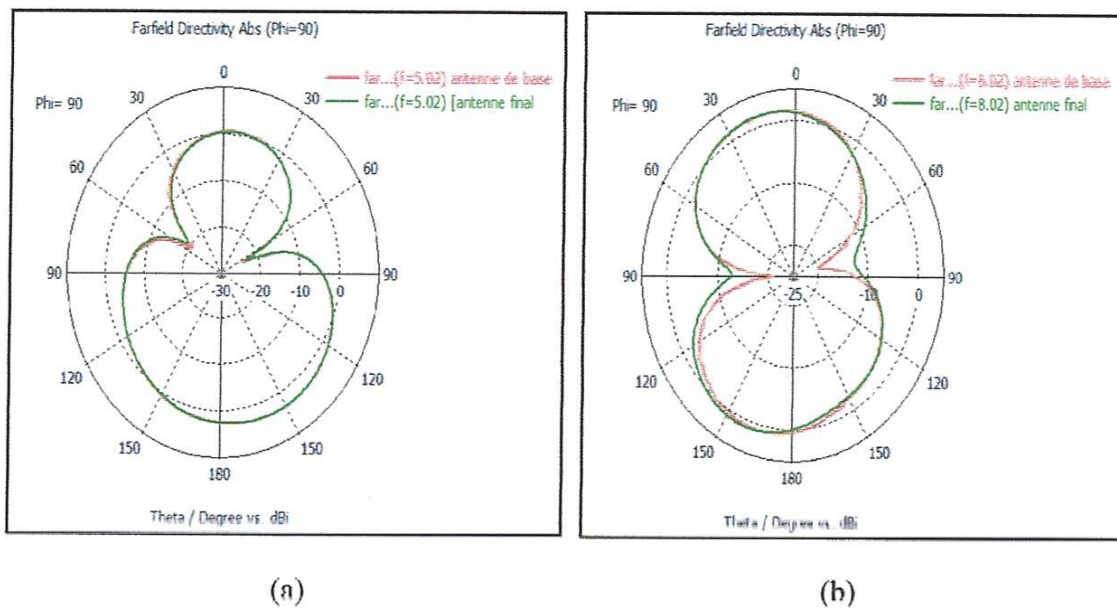 Farfield Directivity Abs (Phi=90)
far...(f=5.02) antenne de base
far...(f=5.02) [antenne final
Phi= 90
0
30
30
60
60
90
90
-30
-20
-10
0
120
120
150
150
180
Theta / Degree vs. dBi
(a)
Farfield Directivity Abs (Phi=90)
antenne de base
far...(f=8.02) antenne final
Phi= 90
0
30
30
60
60
90
90
-25
-10
0
120
120
150
150
180
Theta / Degree vs. dBi
(b)